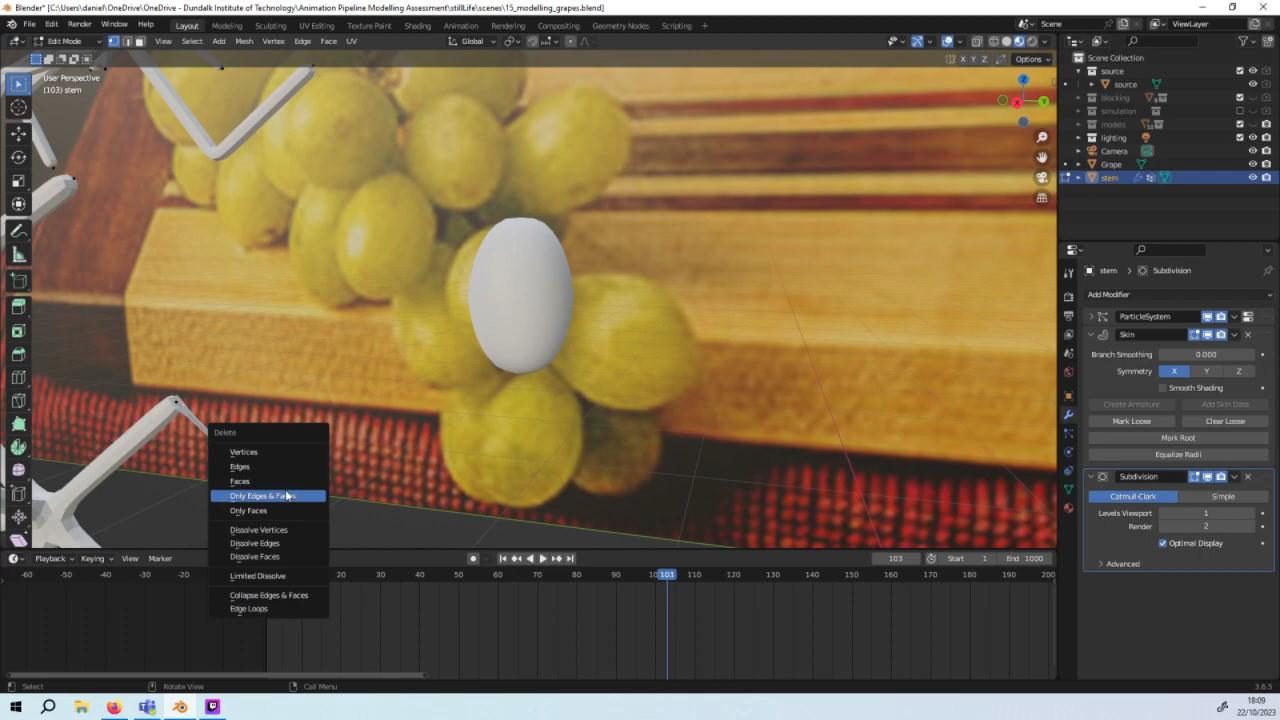 Blender* [C:\Users\daniel\OneDrive\OneDrive - Dundalk Institute of Technology\Animation Pipeline Modelling Assessment\stillLife\scenes\15_modelling_grapes.blend]
File Edit Render Window Help Layout Modeling Sculpting UV Editing Texture Paint Shading Animation Rendering Compositing Geometry Nodes Scripting + Scene ViewLayer
Edit Mode View Select Add Mesh Vertex Edge Face UV Global
X Y Z Options
User Perspective
(103) stem
Z
X
Y
Scene Collection
source
source
blocking
simulation
models
lighting
Camera
Grape
stem
stem > Subdivision
Add Modifier
ParticleSystem
Skin
Branch Smoothing 0.000
Symmetry X Y Z
Smooth Shading
Create Armature Add Skin Data
Mark Loose Clear Loose
Mark Root
Equalize Radii
Subdivision
Catmull-Clark Simple
Levels Viewport 1
Render 2
Optimal Display
Advanced
Delete
Vertices
Edges
Faces
Only Edges & Faces
Only Faces
Dissolve Vertices
Dissolve Edges
Dissolve Faces
Limited Dissolve
Collapse Edges & Faces
Edge Loops
Playback Keying View Marker 103 Start 1 End 1000
-60 -50 -40 -30 -20 20 30 40 50 60 70 80 90 103 110 120 130 140 150 160 170 180 190 200
Select Rotate View Call Menu 3.6.5
18:09
22/10/2023